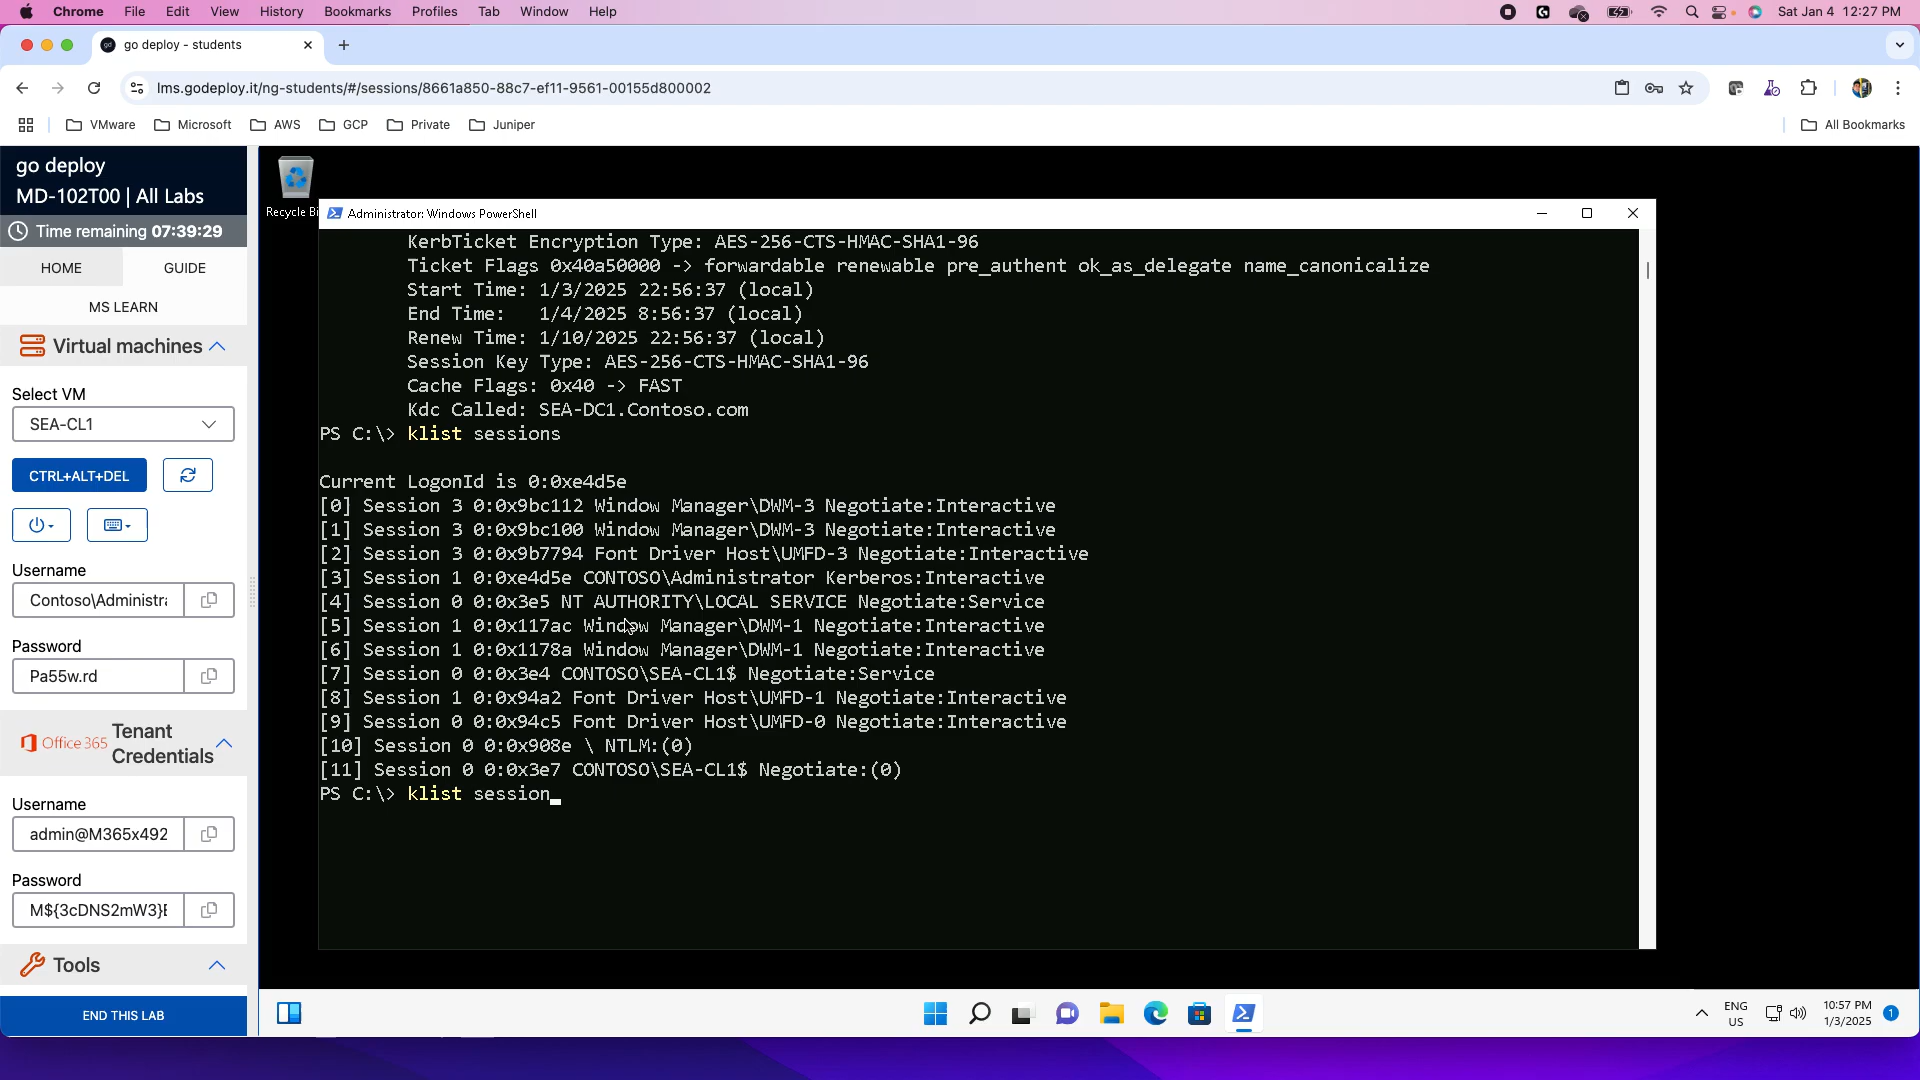 Chrome File Edit View History Bookmarks Profiles Tab Window Help Sat Jan 4 12:27 PM
go deploy - students
lms.godeploy.it/ng-students/#/sessions/8661a850-88c7-ef11-9561-00155d800002
VMware Microsoft AWS GCP Private Juniper All Bookmarks
go deploy
MD-102T00 | All Labs
Time remaining 07:39:29
HOME GUIDE
MS LEARN
Virtual machines
Select VM
SEA-CL1
CTRL+ALT+DEL
Username
Contoso\Administra
Password
Pa55w.rd
Office 365 Tenant
Credentials
Username
admin@M365x492
Password
M${3cDNS2mW3}
Tools
END THIS LAB
Recycle Bi
Administrator: Windows PowerShell
KerbTicket Encryption Type: AES-256-CTS-HMAC-SHA1-96
Ticket Flags 0x40a50000 -> forwardable renewable pre_authent ok_as_delegate name_canonicalize
Start Time: 1/3/2025 22:56:37 (local)
End Time:   1/4/2025 8:56:37 (local)
Renew Time: 1/10/2025 22:56:37 (local)
Session Key Type: AES-256-CTS-HMAC-SHA1-96
Cache Flags: 0x40 -> FAST
Kdc Called: SEA-DC1.Contoso.com
PS C:\> klist sessions
Current LogonId is 0:0xe4d5e
[0] Session 3 0:0x9bc112 Window Manager\DWM-3 Negotiate:Interactive
[1] Session 3 0:0x9bc100 Window Manager\DWM-3 Negotiate:Interactive
[2] Session 3 0:0x9b7794 Font Driver Host\UMFD-3 Negotiate:Interactive
[3] Session 1 0:0xe4d5e CONTOSO\Administrator Kerberos:Interactive
[4] Session 0 0:0x3e5 NT AUTHORITY\LOCAL SERVICE Negotiate:Service
[5] Session 1 0:0x117ac Window Manager\DWM-1 Negotiate:Interactive
[6] Session 1 0:0x1178a Window Manager\DWM-1 Negotiate:Interactive
[7] Session 0 0:0x3e4 CONTOSO\SEA-CL1$ Negotiate:Service
[8] Session 1 0:0x94a2 Font Driver Host\UMFD-1 Negotiate:Interactive
[9] Session 0 0:0x94c5 Font Driver Host\UMFD-0 Negotiate:Interactive
[10] Session 0 0:0x908e \ NTLM:(0)
[11] Session 0 0:0x3e7 CONTOSO\SEA-CL1$ Negotiate:(0)
PS C:\> klist session
ENG
US
10:57 PM
1/3/2025
1